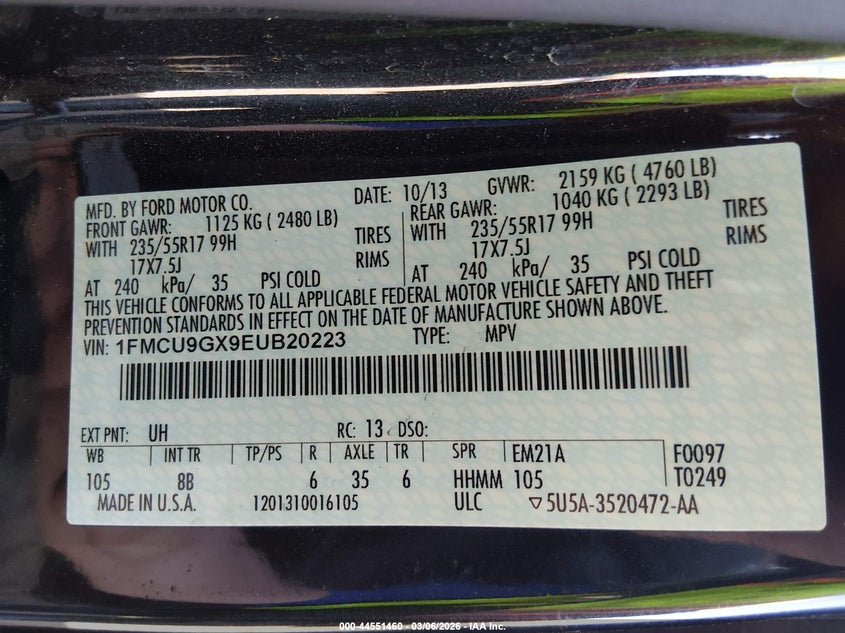 MFD. BY FORD MOTOR CO. DATE: 10/13 GVWR: 2159 KG ( 4760 LB)
FRONT GAWR: 1125 KG ( 2480 LB) REAR GAWR: 1040 KG ( 2293 LB)
WITH 235/55R17 99H TIRES WITH 235/55R17 99H TIRES
17X7.5J RIMS 17X7.5J RIMS
AT 240 kPa/ 35 PSI COLD AT 240 kPa/ 35 PSI COLD
THIS VEHICLE CONFORMS TO ALL APPLICABLE FEDERAL MOTOR VEHICLE SAFETY AND THEFT
PREVENTION STANDARDS IN EFFECT ON THE DATE OF MANUFACTURE SHOWN ABOVE.
VIN: 1FMCU9GX9EUB20223 TYPE: MPV
EXT PNT: UH RC: 13 DSO:
WB INT TR TP/PS R AXLE TR SPR EM21A F0097
105 8B 6 35 6 HHMM 105 T0249
MADE IN U.S.A. 1201310016105 ULC ▽5U5A-3520472-AA
000-44551460 - 03/06/2026 - IAA Inc.